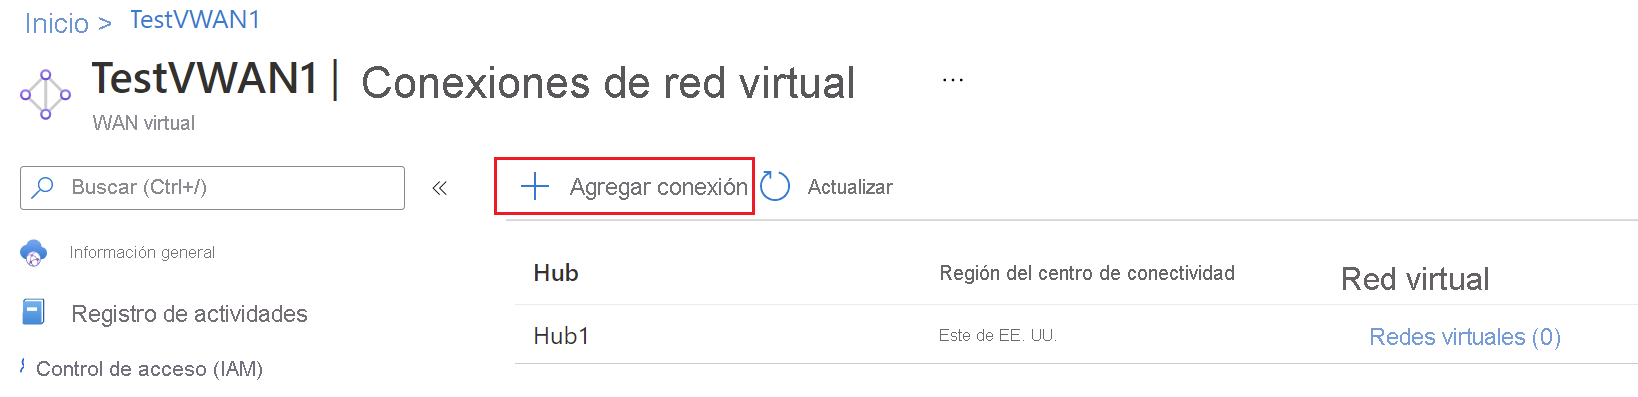 Inicio > TestVWAN1
TestVWAN1 | Conexiones de red virtual ...
WAN virtual
Buscar (Ctrl+/) «
Agregar conexión Actualizar
Información general
Registro de actividades
Control de acceso (IAM)
Hub Región del centro de conectividad Red virtual
Hub1 Este de EE. UU. Redes virtuales (0)